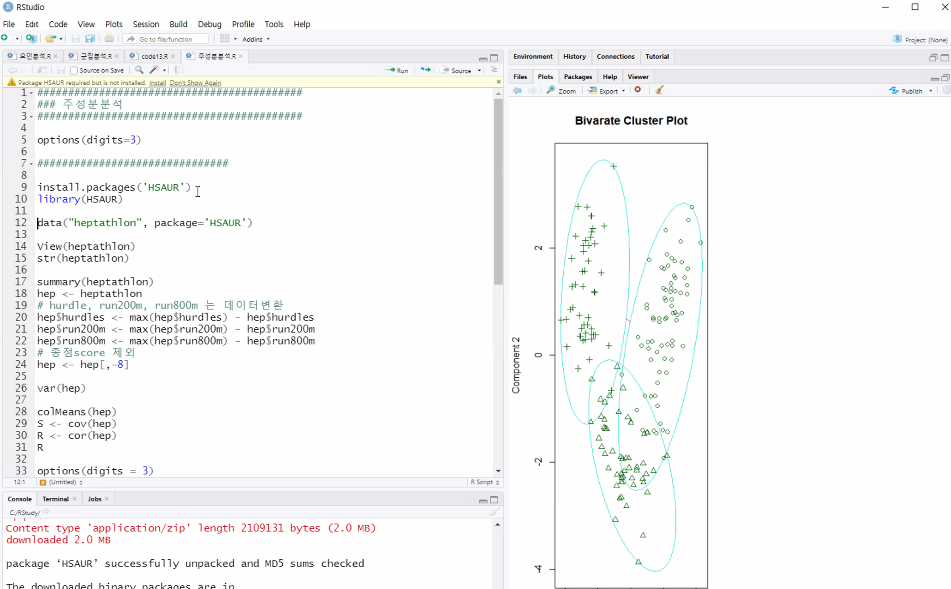 RStudio
File Edit Code View Plots Session Build Debug Profile Tools Help
Go to file/function Addins Project: (None)
요인분석.R 군집분석.R code13.R 주성분분석.R
Source on Save Run Source
Package HSAUR required but is not installed. Install Don't Show Again
1 ##########################################
2 ### 주성분분석
3 ##########################################
4
5 options(digits=3)
6
7 ##############################
8
9 install.packages('HSAUR')
10 library(HSAUR)
11
12 data("heptathlon", package='HSAUR')
13
14 View(heptathlon)
15 str(heptathlon)
16
17 summary(heptathlon)
18 hep <- heptathlon
19 # hurdle, run200m, run800m 는 데이터변환
20 hep$hurdles <- max(hep$hurdles) - hep$hurdles
21 hep$run200m <- max(hep$run200m) - hep$run200m
22 hep$run800m <- max(hep$run800m) - hep$run800m
23 # 종점score 제외
24 hep <- hep[,-8]
25
26 var(hep)
27
28 colMeans(hep)
29 S <- cov(hep)
30 R <- cor(hep)
31 R
32
33 options(digits = 3)
12:1 (Untitled) R Script
Console Terminal Jobs
C:/RStudy/
Content type 'application/zip' length 2109131 bytes (2.0 MB)
downloaded 2.0 MB
package 'HSAUR' successfully unpacked and MD5 sums checked
The downloaded binary packages are in
Environment History Connections Tutorial
Files Plots Packages Help Viewer
Zoom Export Publish
Bivarate Cluster Plot
Component 2
2
0
-2
-4